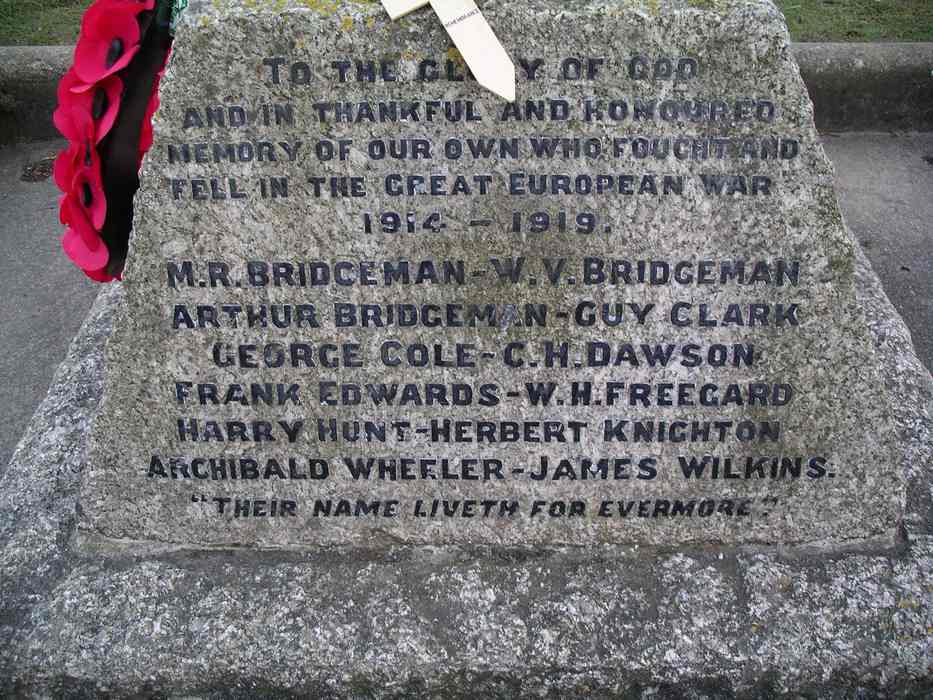 REMEMBRANCE
TO THE GLORY OF GOD
AND IN THANKFUL AND HONOURED
MEMORY OF OUR OWN WHO FOUGHT AND
FELL IN THE GREAT EUROPEAN WAR
1914 - 1919.
M.R. BRIDGEMAN - W.V. BRIDGEMAN
ARTHUR BRIDGEMAN - GUY CLARK
GEORGE COLE - C.H. DAWSON
FRANK EDWARDS - W.H. FREEGARD
HARRY HUNT - HERBERT KNIGHTON
ARCHIBALD WHEELER - JAMES WILKINS.
"THEIR NAME LIVETH FOR EVERMORE."